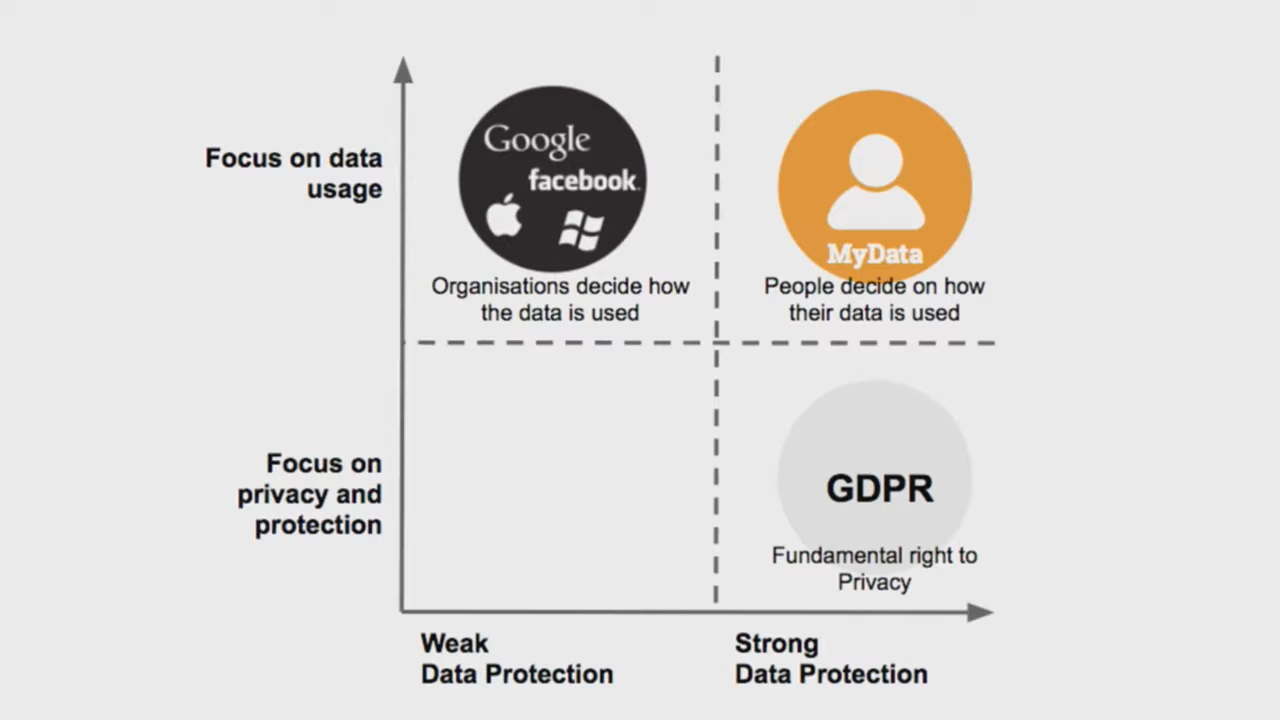 Focus on data
usage
Google
facebook
Organisations decide how
the data is used
MyData
People decide on how
their data is used
Focus on
privacy and
protection
GDPR
Fundamental right to
Privacy
Weak
Data Protection
Strong
Data Protection